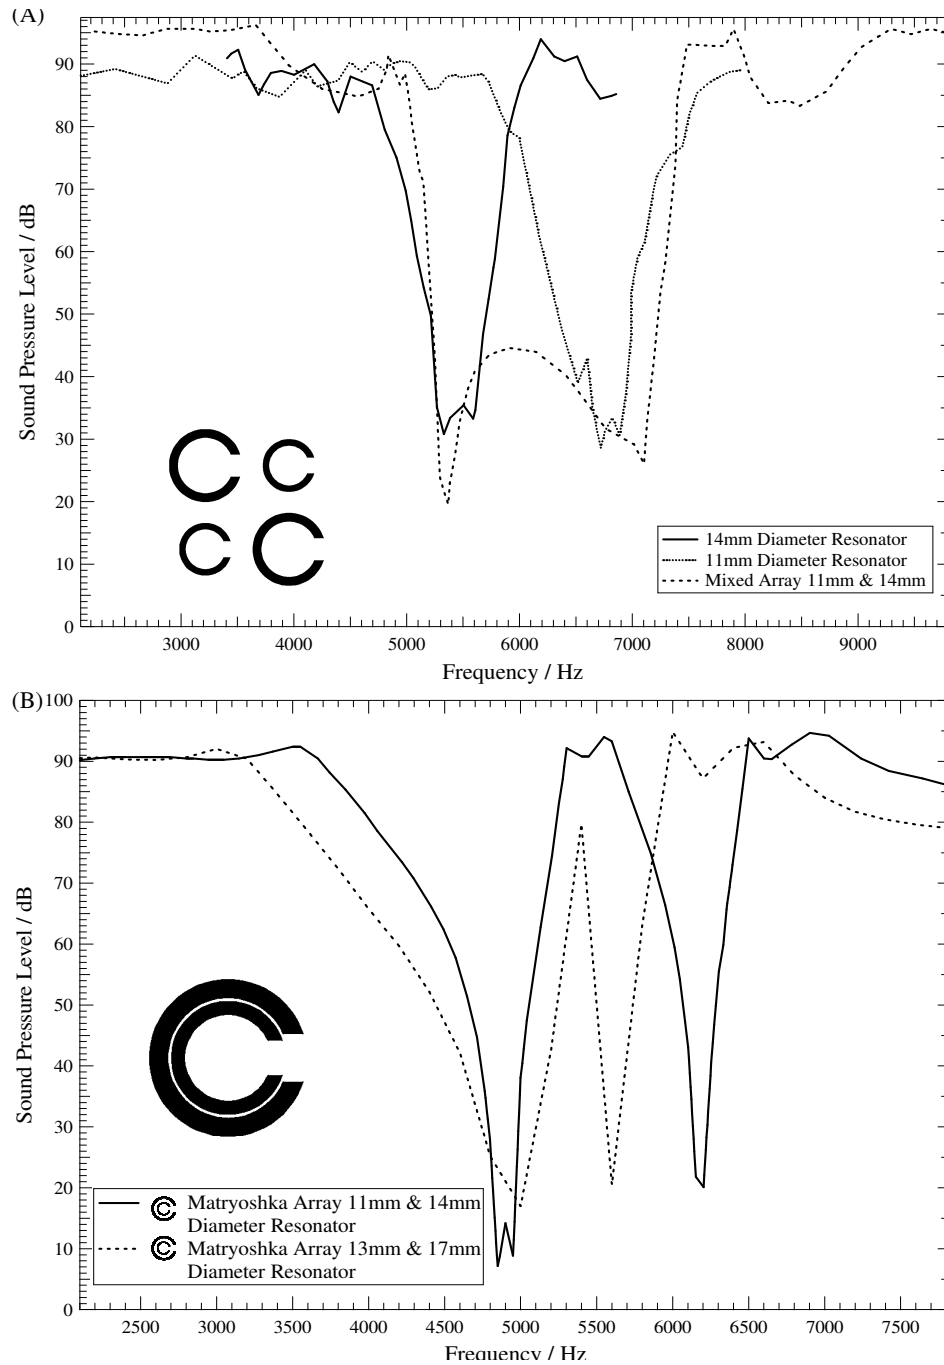 (A)
90
80
70
60
50
40
30
20
10
0
Sound Pressure Level / dB
14mm Diameter Resonator
11mm Diameter Resonator
Mixed Array 11mm & 14mm
3000 4000 5000 6000 7000 8000 9000
Frequency / Hz
(B)
100
90
80
70
60
50
40
30
20
10
0
Sound Pressure Level / dB
Matryoshka Array 11mm & 14mm
Diameter Resonator
Matryoshka Array 13mm & 17mm
Diameter Resonator
2500 3000 3500 4000 4500 5000 5500 6000 6500 7000 7500
Frequency / Hz